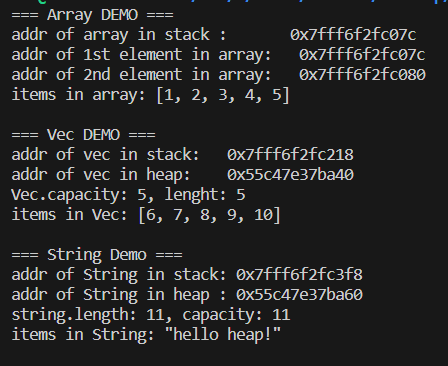 === Array DEMO ===
addr of array in stack :      0x7fff6f2fc07c
addr of 1st element in array:   0x7fff6f2fc07c
addr of 2nd element in array:   0x7fff6f2fc080
items in array: [1, 2, 3, 4, 5]

=== Vec DEMO ===
addr of vec in stack:   0x7fff6f2fc218
addr of vec in heap:    0x55c47e37ba40
Vec.capacity: 5, lenght: 5
items in Vec: [6, 7, 8, 9, 10]

=== String Demo ===
addr of String in stack: 0x7fff6f2fc3f8
addr of String in heap : 0x55c47e37ba60
string.length: 11, capacity: 11
items in String: "hello heap!"